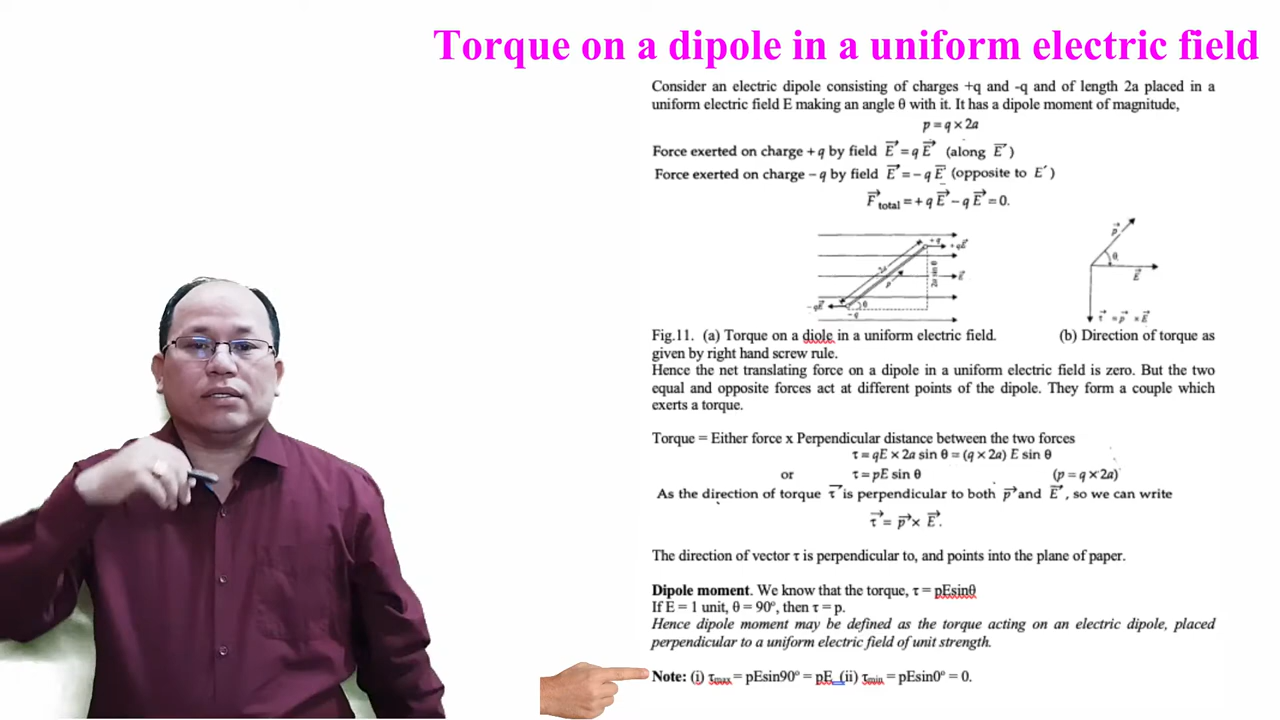 Torque on a dipole in a uniform electric field
Consider an electric dipole consisting of charges +q and -q and of length 2a placed in a
uniform electric field E making an angle θ with it. It has a dipole moment of magnitude,
p = q × 2a
Force exerted on charge + q by field E⃗ = q E⃗ (along E⃗)
Force exerted on charge – q by field E⃗ = – q E⃗ (opposite to E⃗)
F⃗total = + q E⃗ – q E⃗ = 0.
+q
+qE⃗
2a
p
2a sin θ
E⃗
-qE⃗
θ
-q
p⃗
θ
E⃗
τ⃗ = p⃗ × E⃗
Fig.11. (a) Torque on a diole in a uniform electric field. (b) Direction of torque as
given by right hand screw rule.
Hence the net translating force on a dipole in a uniform electric field is zero. But the two
equal and opposite forces act at different points of the dipole. They form a couple which
exerts a torque.
Torque = Either force x Perpendicular distance between the two forces
τ = qE × 2a sin θ = (q × 2a) E sin θ
or τ = pE sin θ (p = q × 2a)
As the direction of torque τ⃗ is perpendicular to both p⃗ and E⃗, so we can write
τ⃗ = p⃗ × E⃗.
The direction of vector τ is perpendicular to, and points into the plane of paper.
Dipole moment. We know that the torque, τ = pEsinθ
If E = 1 unit, θ = 90º, then τ = p.
Hence dipole moment may be defined as the torque acting on an electric dipole, placed
perpendicular to a uniform electric field of unit strength.
Note: (i) τmax = pEsin90º = pE (ii) τmin = pEsin0º = 0.